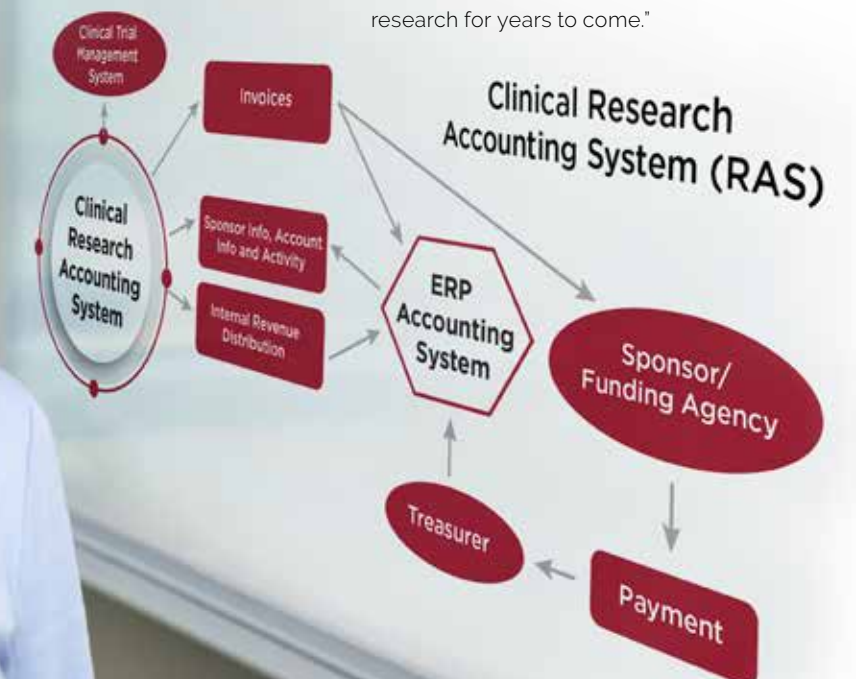 research for years to come."
Clinical Trial
Management
System
Invoices
Clinical Research
Accounting System (RAS)
Clinical
Research
Accounting
System
Sponsor Info, Account
Info and Activity
Internal Revenue
Distribution
ERP
Accounting
System
Sponsor/
Funding Agency
Treasurer
Payment